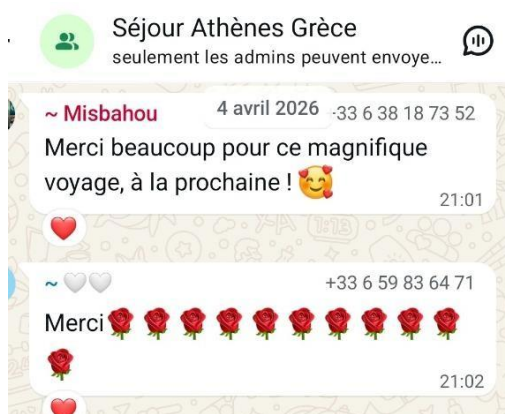 Séjour Athènes Grèce
seulement les admins peuvent envoye...
4 avril 2026
~ Misbahou
33 6 38 18 73 52
Merci beaucoup pour ce magnifique
voyage, à la prochaine ! 🥰
21:01
❤️
~ 🤍🤍
+33 6 59 83 64 71
Merci🌹🌹🌹🌹🌹🌹🌹🌹🌹🌹
🌹
21:02
❤️